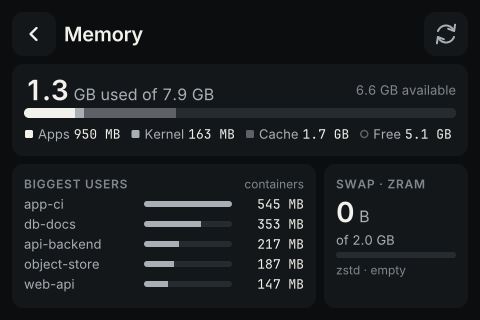 Memory
1.3 GB used of 7.9 GB
6.6 GB available
Apps 950 MB Kernel 163 MB Cache 1.7 GB Free 5.1 GB
BIGGEST USERS containers
app-ci 545 MB
db-docs 353 MB
api-backend 217 MB
object-store 187 MB
web-api 147 MB
SWAP · ZRAM
0 B
of 2.0 GB
zstd · empty